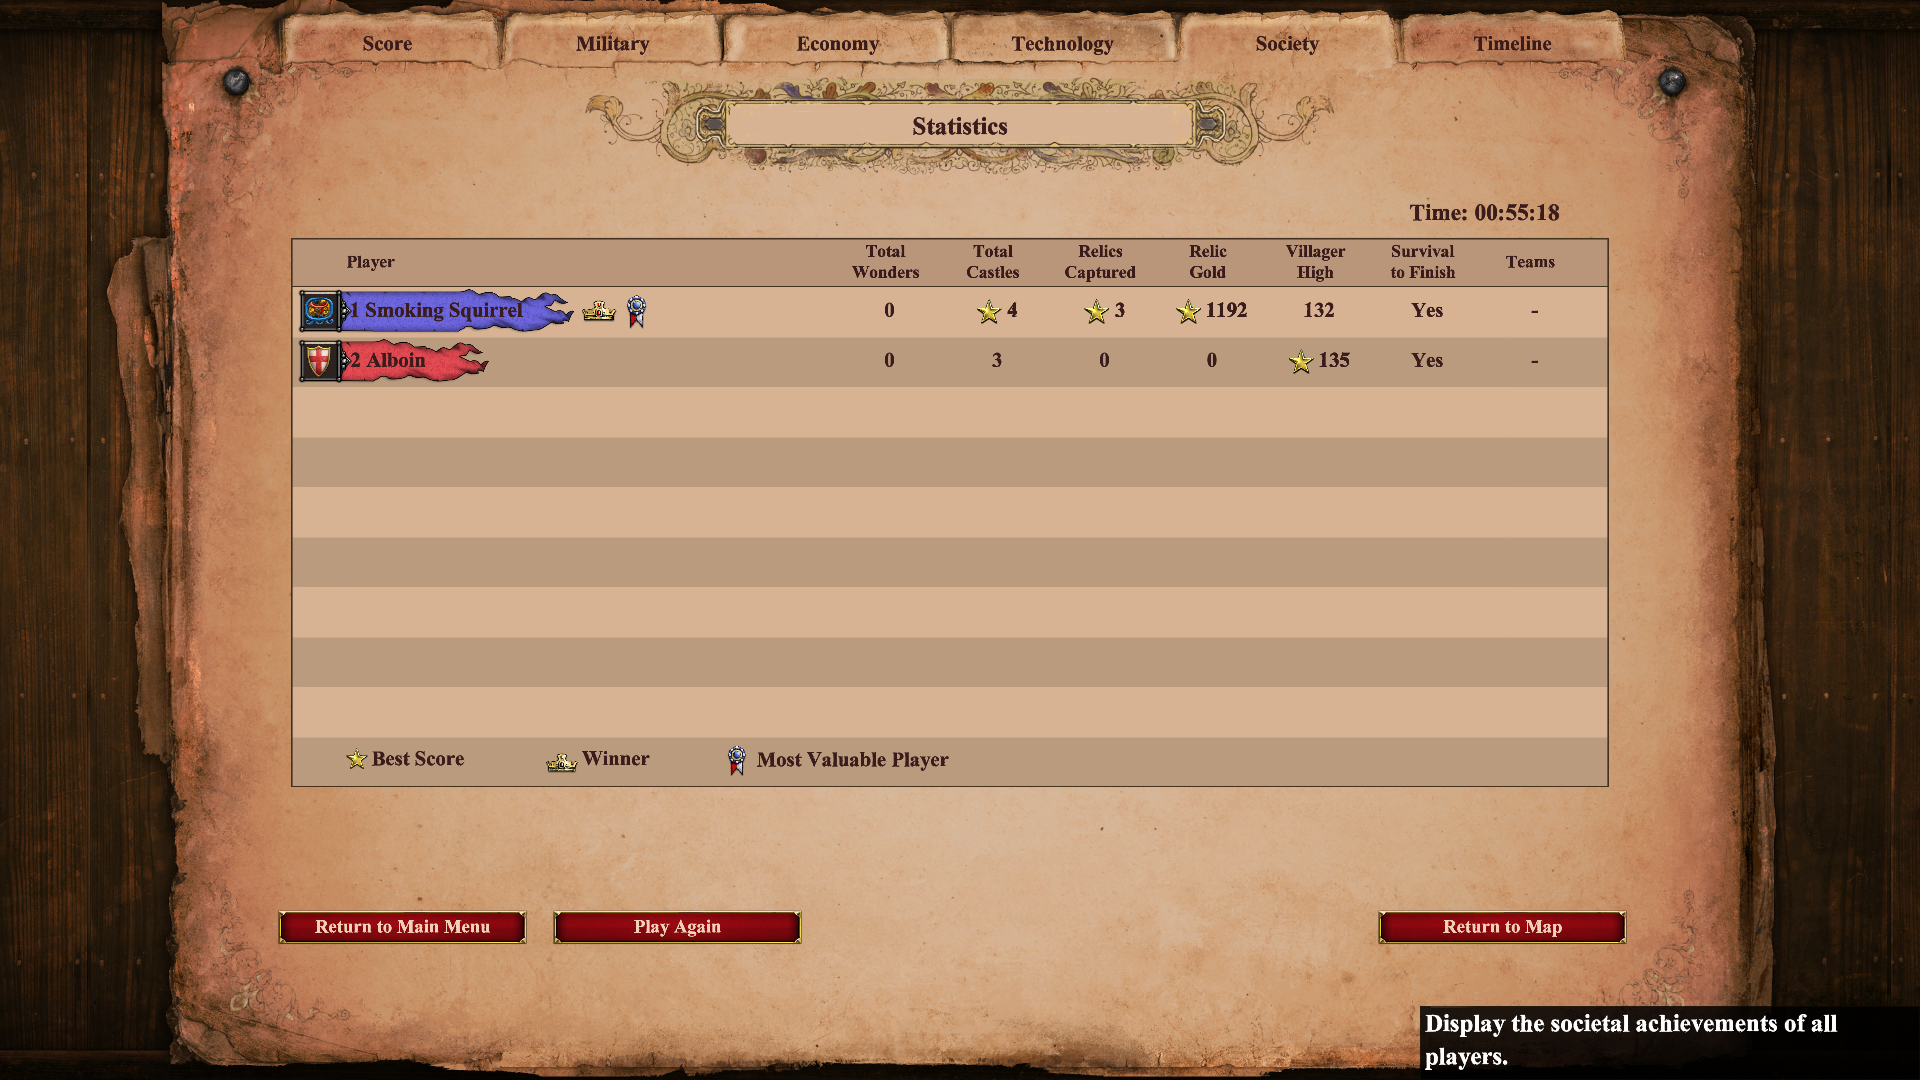 Score Military Economy Technology Society Timeline
Statistics
Time: 00:55:18
Player Total Wonders Total Castles Relics Captured Relic Gold Villager High Survival to Finish Teams
1 Smoking Squirrel 0 4 3 1192 132 Yes -
2 Alboin 0 3 0 0 135 Yes -
Best Score Winner Most Valuable Player
Return to Main Menu Play Again Return to Map
Display the societal achievements of all
players.